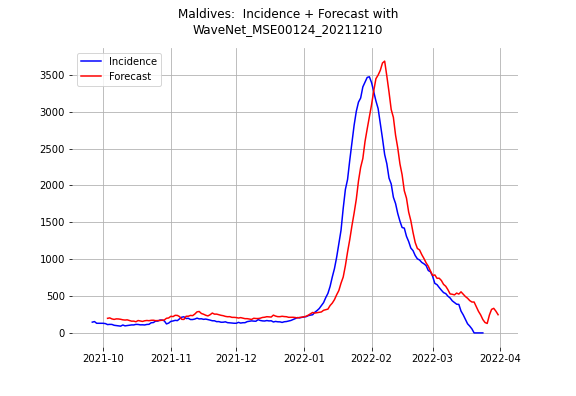 Maldives:  Incidence + Forecast with
WaveNet_MSE00124_20211210
Incidence
Forecast
3500
3000
2500
2000
1500
1000
500
0
2021-10 2021-11 2021-12 2022-01 2022-02 2022-03 2022-04